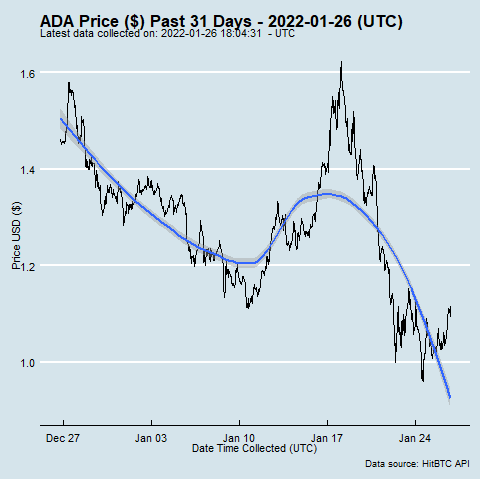 ADA Price ($) Past 31 Days - 2022-01-26 (UTC)
Latest data collected on: 2022-01-26 18:04:31  - UTC
1.6
1.4
1.2
1.0
Price USD ($)
Dec 27 Jan 03 Jan 10 Jan 17 Jan 24
Date Time Collected (UTC)
Data source: HitBTC API